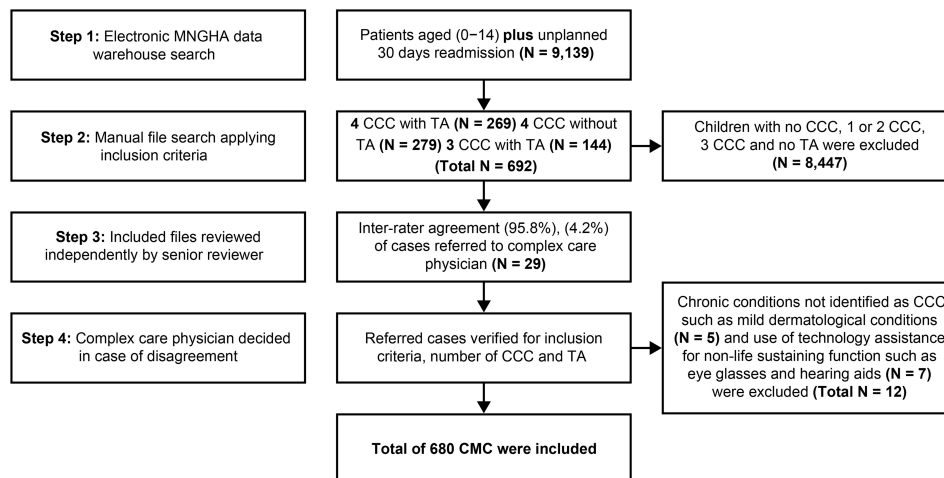 Step 1: Electronic MNGHA data
warehouse search
Patients aged (0–14) plus unplanned
30 days readmission (N = 9,139)
Step 2: Manual file search applying
inclusion criteria
4 CCC with TA (N = 269) 4 CCC without
TA (N = 279) 3 CCC with TA (N = 144)
(Total N = 692)
Children with no CCC, 1 or 2 CCC,
3 CCC and no TA were excluded
(N = 8,447)
Step 3: Included files reviewed
independently by senior reviewer
Inter-rater agreement (95.8%), (4.2%)
of cases referred to complex care
physician (N = 29)
Step 4: Complex care physician decided
in case of disagreement
Referred cases verified for inclusion
criteria, number of CCC and TA
Chronic conditions not identified as CCC
such as mild dermatological conditions
(N = 5) and use of technology assistance
for non-life sustaining function such as
eye glasses and hearing aids (N = 7)
were excluded (Total N = 12)
Total of 680 CMC were included